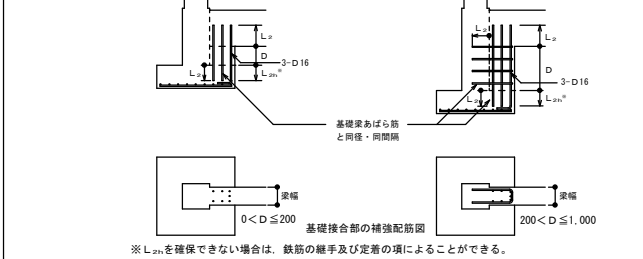 L₂
D
L₂
L₂ₕ※
3-D16
L₂
L₂
D
3-D16
L₂
L₂ₕ※
基礎梁あばら筋
と同径・同間隔
梁幅
0<D≦200
基礎接合部の補強配筋図
梁幅
200<D≦1,000
※L₂ₕを確保できない場合は、鉄筋の継手及び定着の項によることができる。